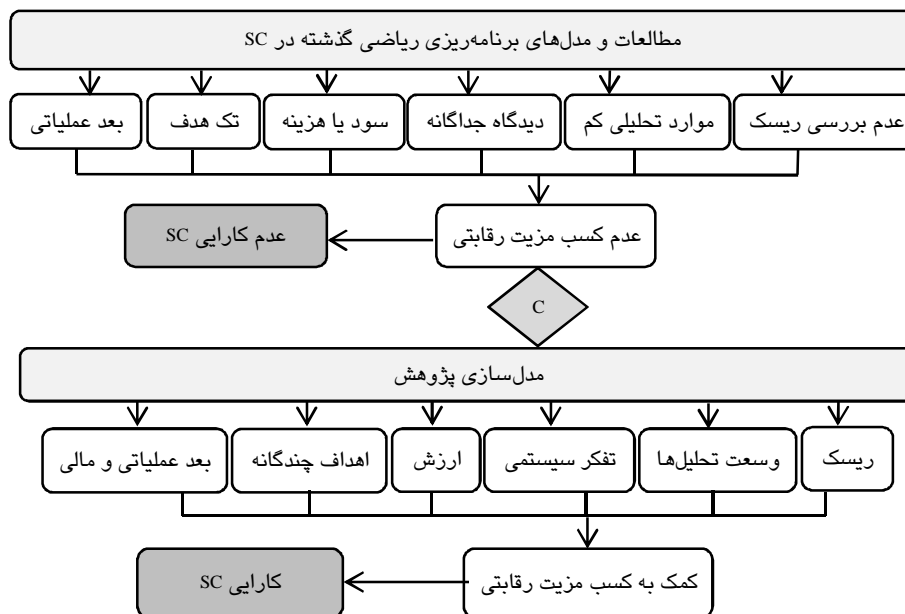 مطالعات و مدل‌های برنامه‌ریزی ریاضی گذشته در SC
عدم بررسی ریسک
موارد تحلیلی کم
دیدگاه جداگانه
سود یا هزینه
تک هدف
بعد عملیاتی
عدم کسب مزیت رقابتی
عدم کارایی SC
C
مدل‌سازی پژوهش
ریسک
وسعت تحلیل‌ها
تفکر سیستمی
ارزش
اهداف چندگانه
بعد عملیاتی و مالی
کمک به کسب مزیت رقابتی
کارایی SC